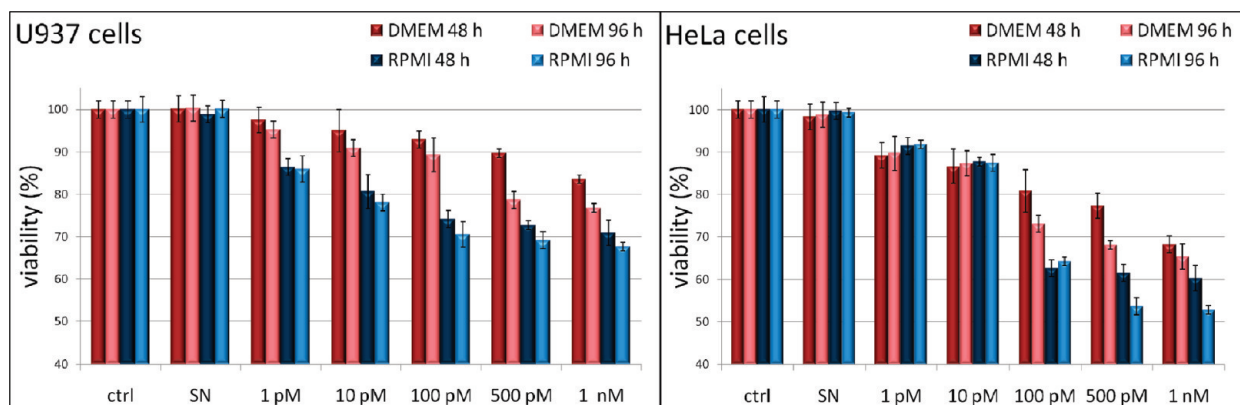 U937 cells
DMEM 48 h DMEM 96 h
RPMI 48 h RPMI 96 h
viability (%)
100
90
80
70
60
50
40
ctrl SN 1 pM 10 pM 100 pM 500 pM 1 nM
HeLa cells
DMEM 48 h DMEM 96 h
RPMI 48 h RPMI 96 h
viability (%)
100
90
80
70
60
50
40
ctrl SN 1 pM 10 pM 100 pM 500 pM 1 nM